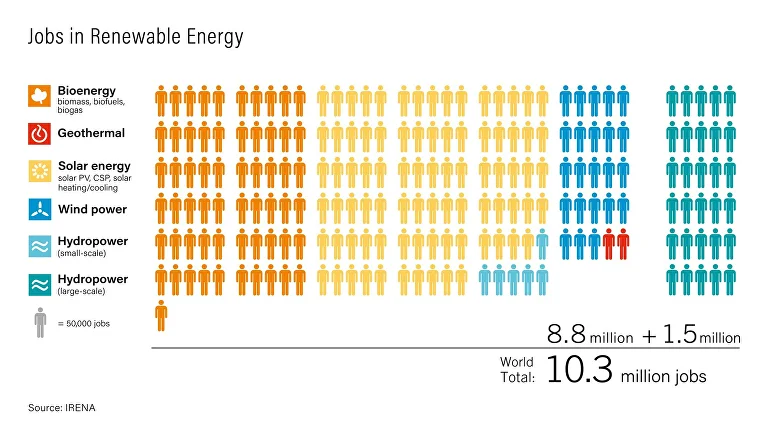 Jobs in Renewable Energy
Bioenergy
biomass, biofuels,
biogas
Geothermal
Solar energy
solar PV, CSP, solar
heating/cooling
Wind power
Hydropower
(small-scale)
Hydropower
(large-scale)
= 50,000 jobs
8.8 million + 1.5 million
World
Total: 10.3 million jobs
Source: IRENA